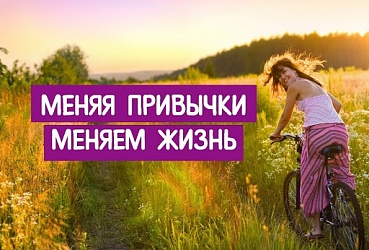 МЕНЯЯ ПРИВЫЧКИ
МЕНЯЕМ ЖИЗНЬ